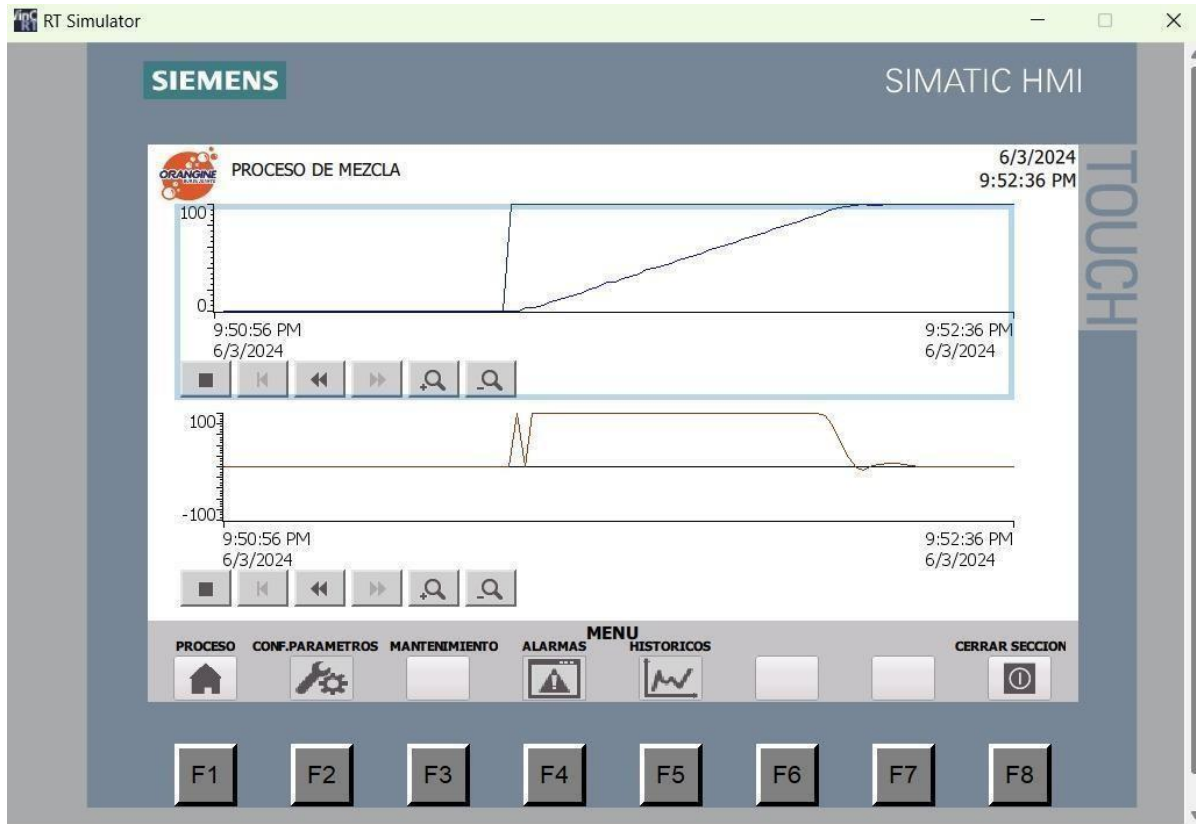 RT Simulator
SIEMENS
SIMATIC HMI
TOUCH
ORANGINE
PROCESO DE MEZCLA
6/3/2024
9:52:36 PM
100
0
9:50:56 PM
6/3/2024
9:52:36 PM
6/3/2024
100
-100
9:50:56 PM
6/3/2024
9:52:36 PM
6/3/2024
MENU
PROCESO CONF.PARAMETROS MANTENIMIENTO ALARMAS HISTORICOS CERRAR SECCION
F1 F2 F3 F4 F5 F6 F7 F8